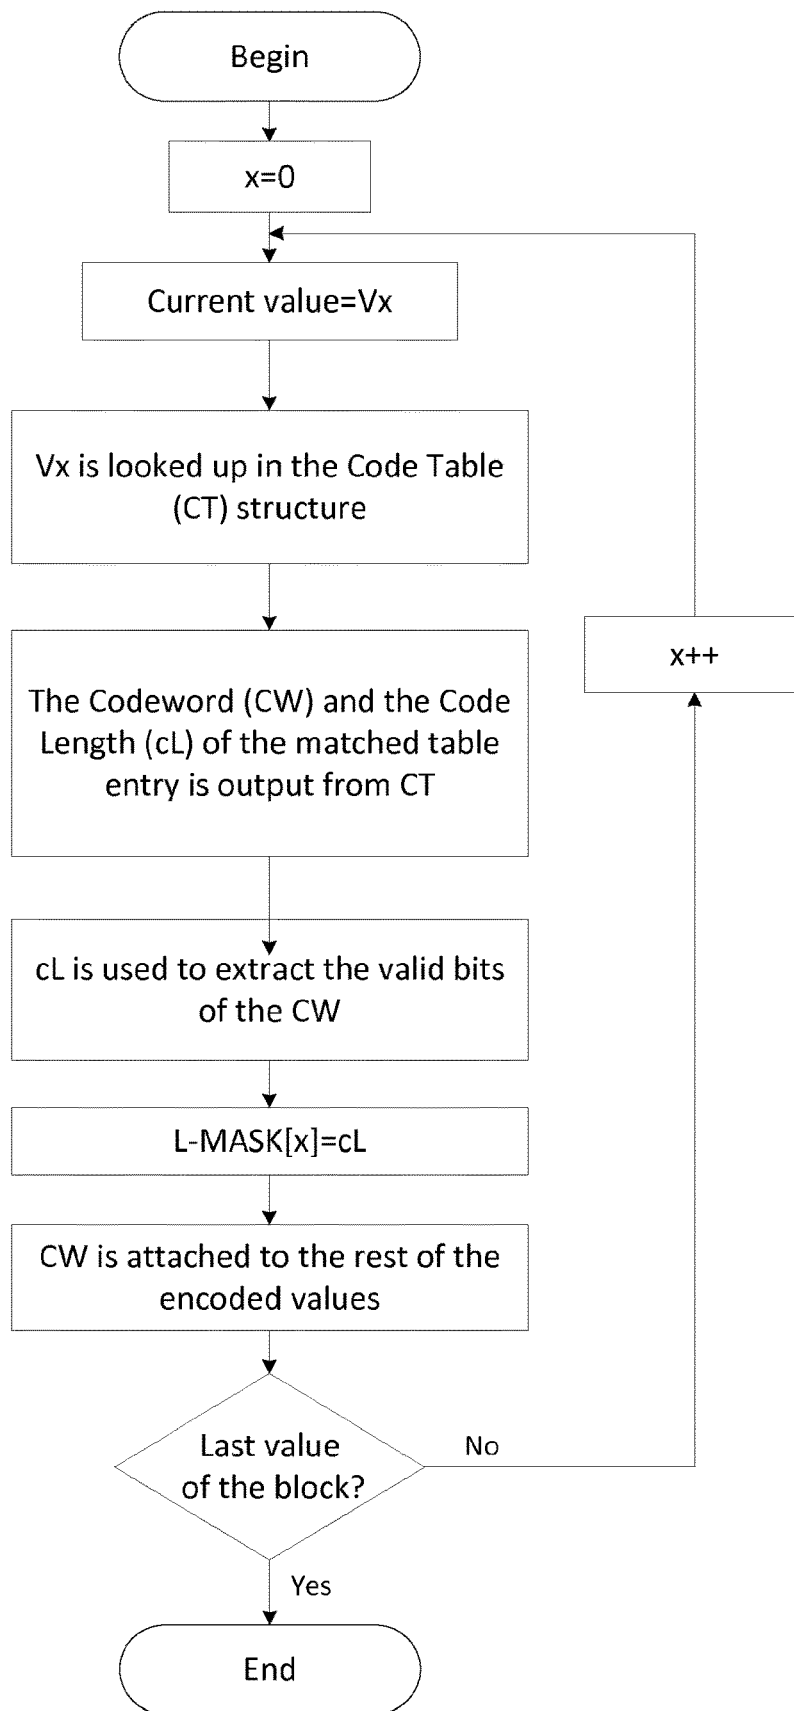 Begin
x=0
Current value=Vx
Vx is looked up in the Code Table
(CT) structure
The Codeword (CW) and the Code
Length (cL) of the matched table
entry is output from CT
x++
cL is used to extract the valid bits
of the CW
L-MASK[x]=cL
CW is attached to the rest of the
encoded values
Last value
of the block?
No
Yes
End